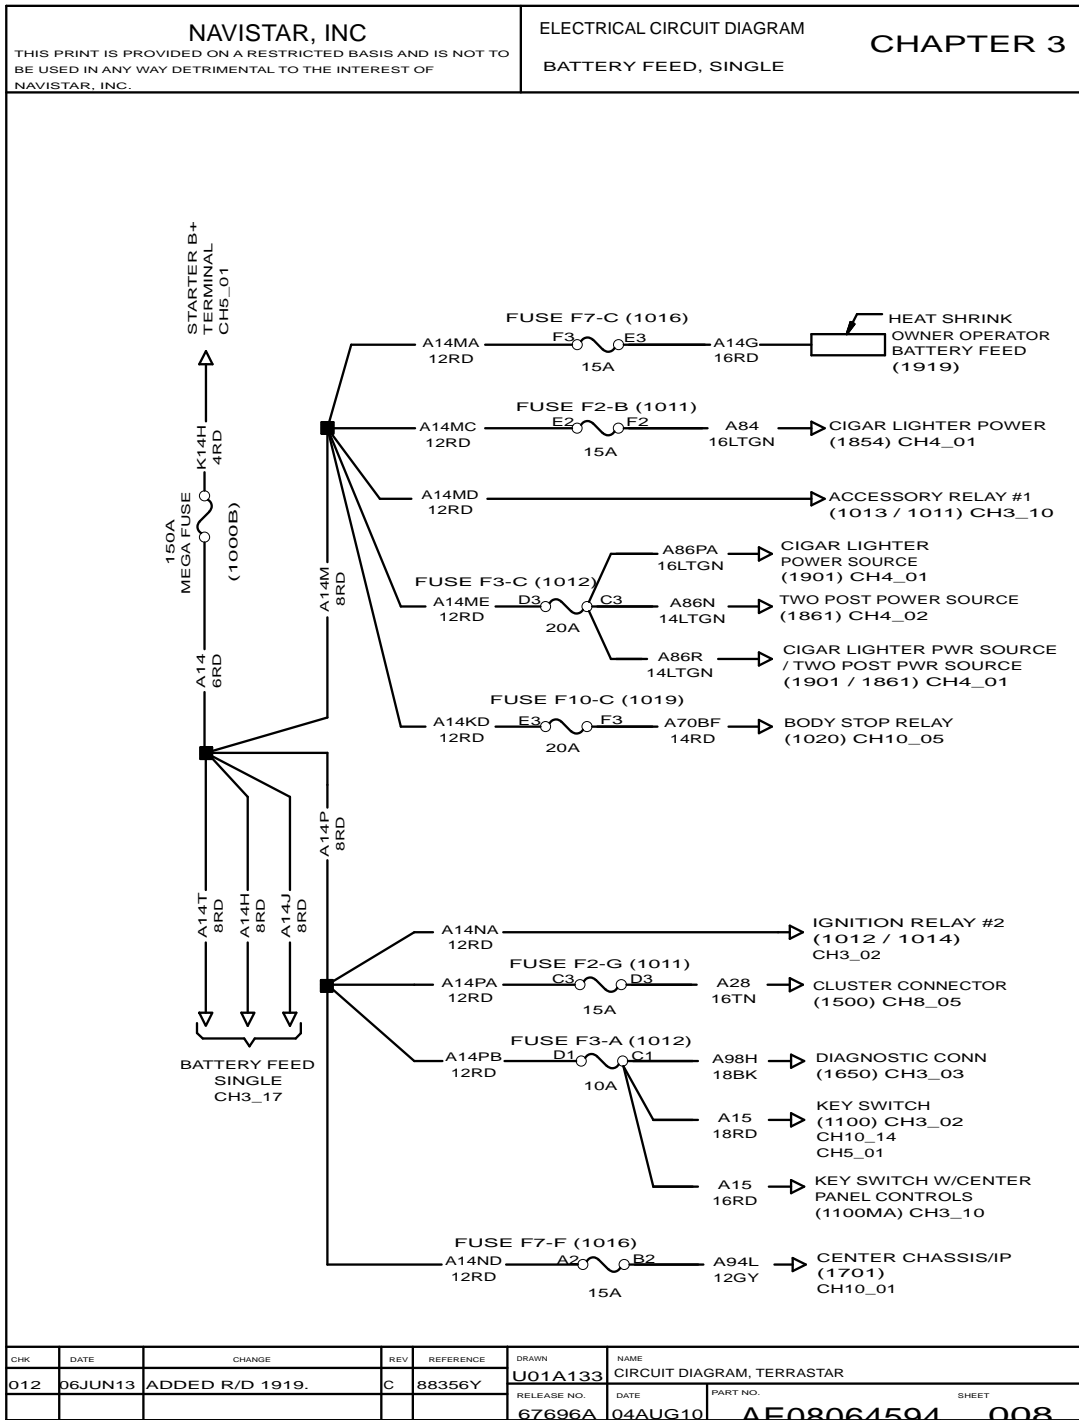 NAVISTAR, INC
THIS PRINT IS PROVIDED ON A RESTRICTED BASIS AND IS NOT TO
BE USED IN ANY WAY DETRIMENTAL TO THE INTEREST OF
NAVISTAR, INC.
ELECTRICAL CIRCUIT DIAGRAM
BATTERY FEED, SINGLE
CHAPTER 3
STARTER B+
TERMINAL
CH5_01
K14H
4RD
150A
MEGA FUSE
(1000B)
A14
6RD
A14M
8RD
A14P
8RD
A14T
8RD
A14H
8RD
A14J
8RD
BATTERY FEED
SINGLE
CH3_17
FUSE F7-C (1016)
A14MA
12RD
F3
E3
15A
A14G
16RD
HEAT SHRINK
OWNER OPERATOR
BATTERY FEED
(1919)
FUSE F2-B (1011)
A14MC
12RD
E2
F2
15A
A84
16LTGN
CIGAR LIGHTER POWER
(1854) CH4_01
A14MD
12RD
ACCESSORY RELAY #1
(1013 / 1011) CH3_10
FUSE F3-C (1012)
A14ME
12RD
D3
C3
20A
A86PA
16LTGN
CIGAR LIGHTER
POWER SOURCE
(1901) CH4_01
A86N
14LTGN
TWO POST POWER SOURCE
(1861) CH4_02
A86R
14LTGN
CIGAR LIGHTER PWR SOURCE
/ TWO POST PWR SOURCE
(1901 / 1861) CH4_01
FUSE F10-C (1019)
A14KD
12RD
E3
F3
20A
A70BF
14RD
BODY STOP RELAY
(1020) CH10_05
A14NA
12RD
IGNITION RELAY #2
(1012 / 1014)
CH3_02
FUSE F2-G (1011)
A14PA
12RD
C3
D3
15A
A28
16TN
CLUSTER CONNECTOR
(1500) CH8_05
FUSE F3-A (1012)
A14PB
12RD
D1
C1
10A
A98H
18BK
DIAGNOSTIC CONN
(1650) CH3_03
A15
18RD
KEY SWITCH
(1100) CH3_02
CH10_14
CH5_01
A15
16RD
KEY SWITCH W/CENTER
PANEL CONTROLS
(1100MA) CH3_10
FUSE F7-F (1016)
A14ND
12RD
A2
B2
15A
A94L
12GY
CENTER CHASSIS/IP
(1701)
CH10_01
CHK DATE CHANGE REV REFERENCE
012 06JUN13 ADDED R/D 1919. C 88356Y
DRAWN
U01A133
NAME
CIRCUIT DIAGRAM, TERRASTAR
RELEASE NO.
67696A
DATE
04AUG10
PART NO.
AE08064594
SHEET
008